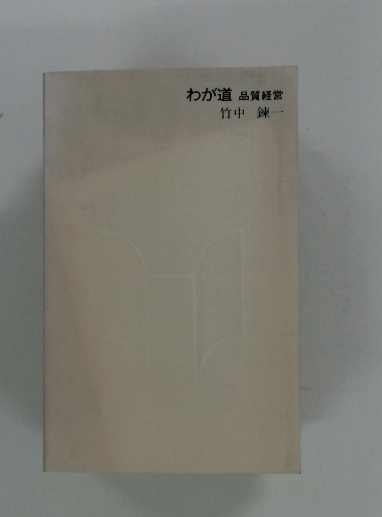 わが道 品質経営
竹中 錬一